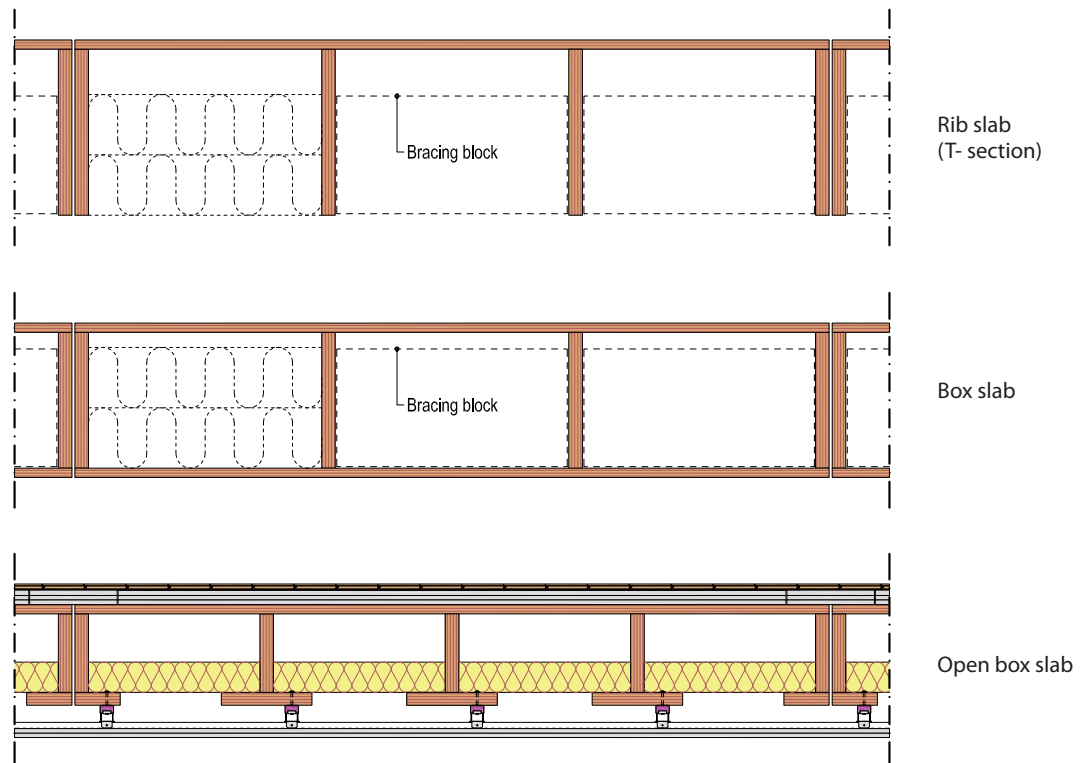 Rib slab
(T- section)
Bracing block
Box slab
Bracing block
Open box slab